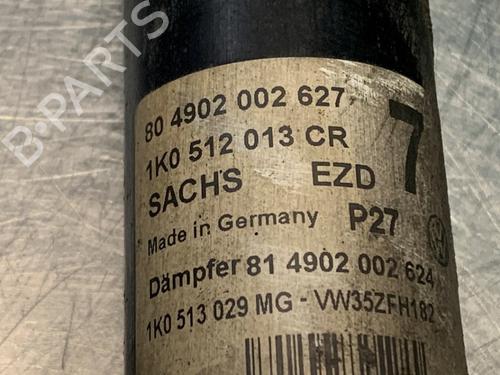 B-PARTS
80 4902 002 627
1K0 512 013 CR
7
SACHS EZD
Made in Germany P27
Dämpfer 81 4902 002 624
1K0 513 029 MG - VW35ZFH182